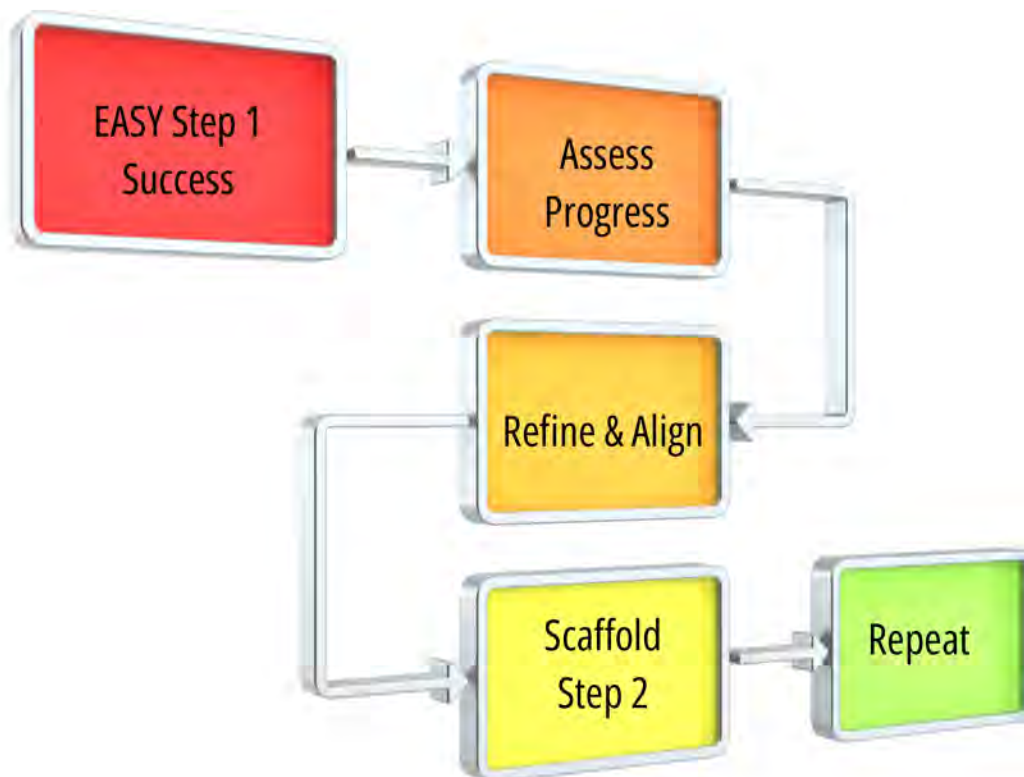 EASY Step 1
Success
Assess
Progress
Refine & Align
Scaffold
Step 2
Repeat